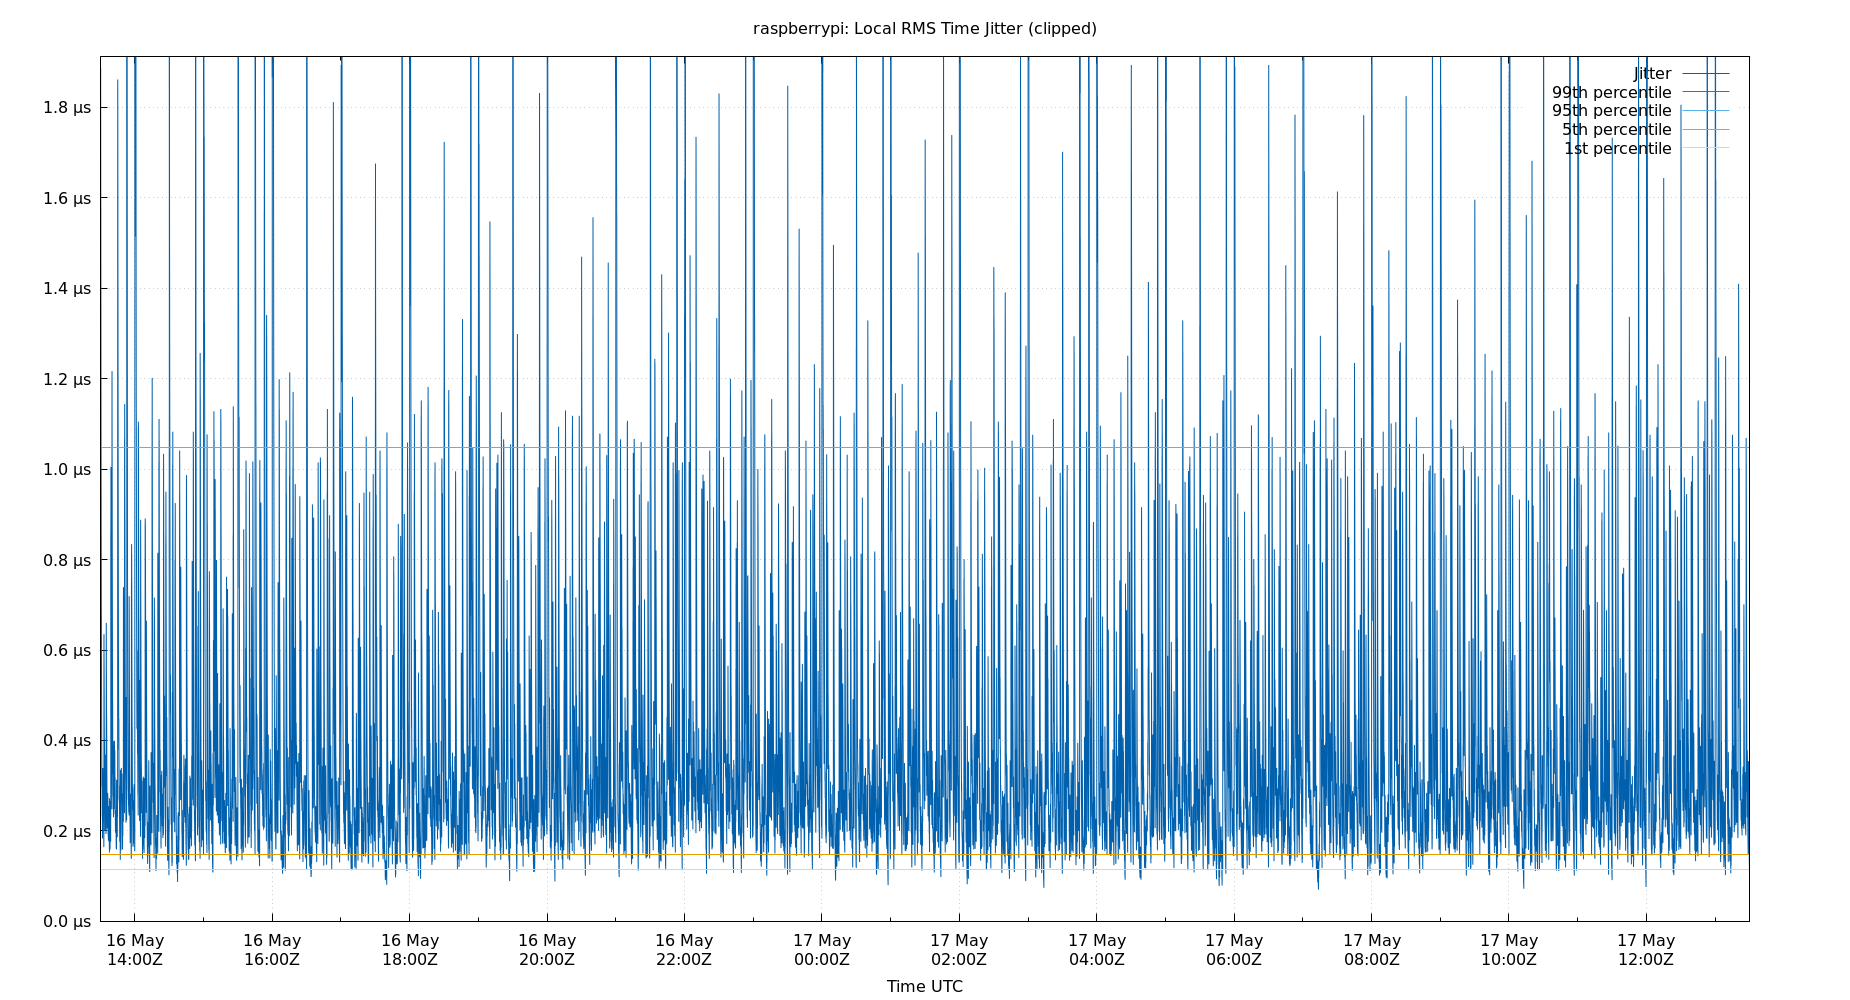 raspberrypi: Local RMS Time Jitter (clipped)
Jitter
99th percentile
95th percentile
5th percentile
1st percentile
1.8 µs
1.6 µs
1.4 µs
1.2 µs
1.0 µs
0.8 µs
0.6 µs
0.4 µs
0.2 µs
0.0 µs
16 May 16 May 16 May 16 May 16 May 17 May 17 May 17 May 17 May 17 May 17 May 17 May
14:00Z 16:00Z 18:00Z 20:00Z 22:00Z 00:00Z 02:00Z 04:00Z 06:00Z 08:00Z 10:00Z 12:00Z
Time UTC